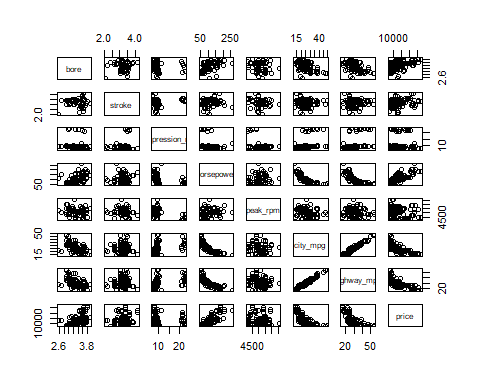 2.0 4.0 50 250 15 40 10000
bore
2.6
2.0
stroke
pression_
10
50
orsepowe
peak_rpm
4500
15 50
city_mpg
ghway_mp
20
10000
price
2.6 3.8 10 20 4500 20 50